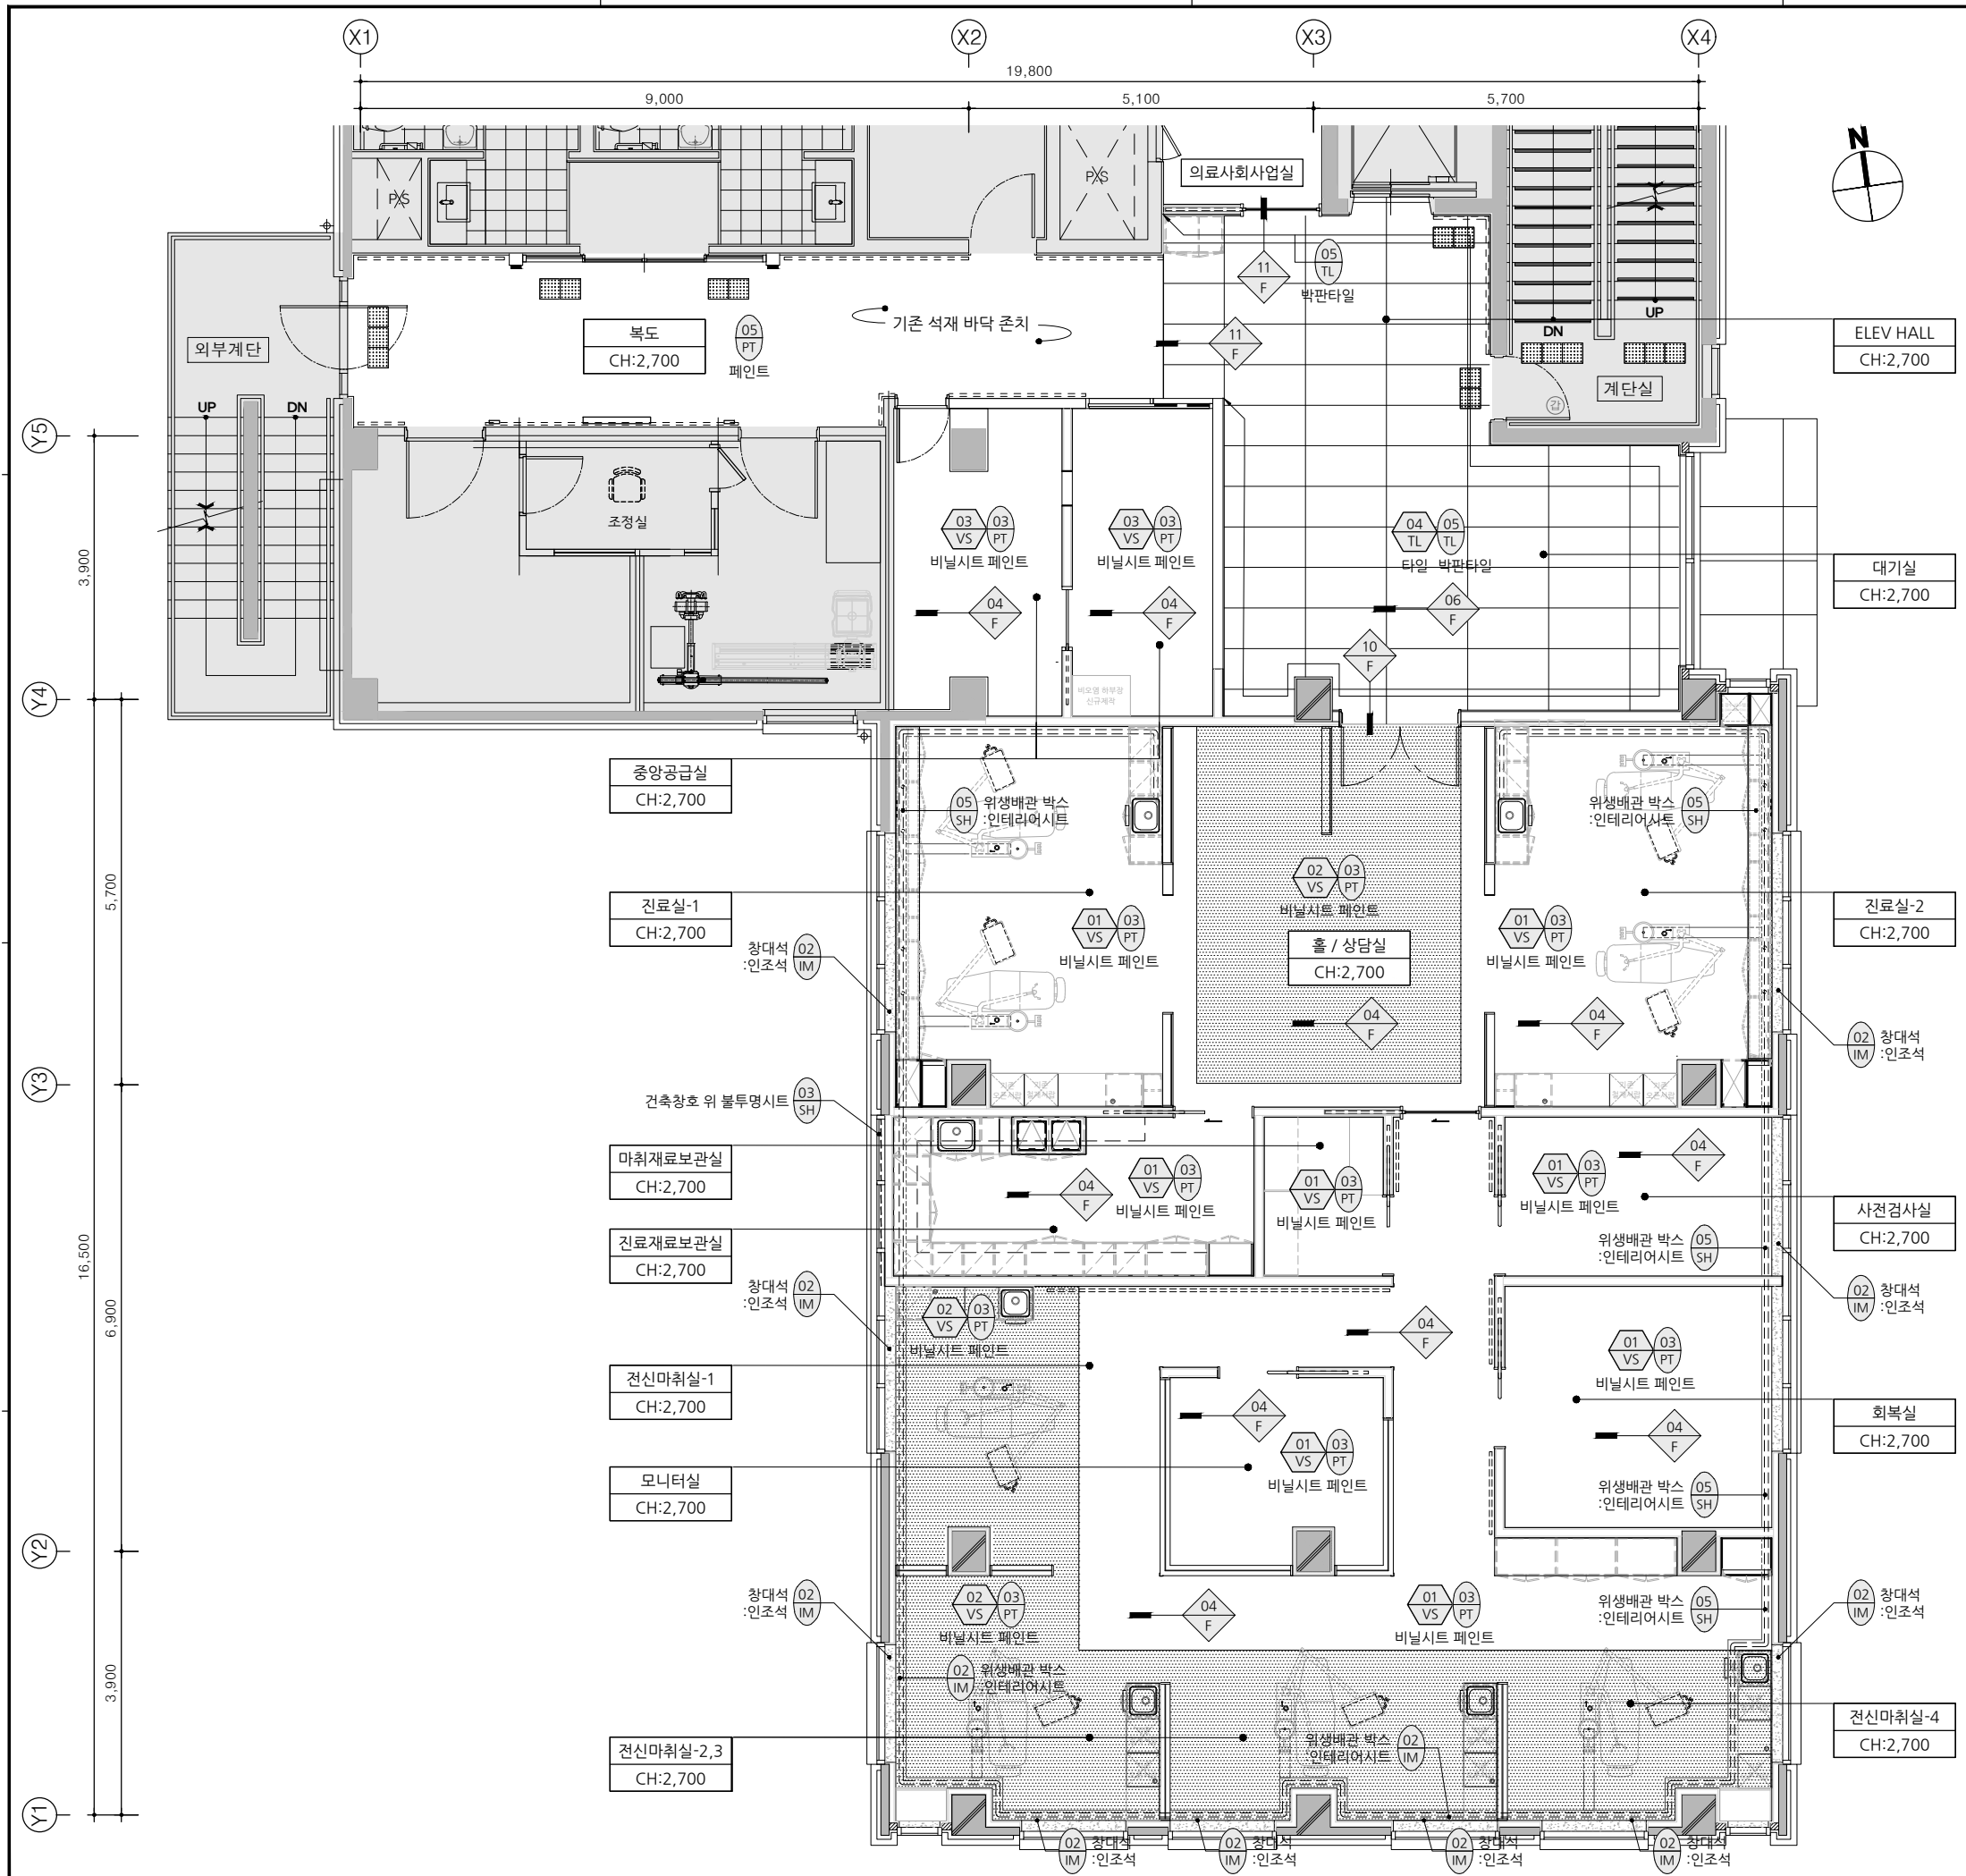 X1
X2
X3
X4
19,800
9,000
5,100
5,700
N
P.S
P.S
의료사회사업실
05
TL
박판타일
11
F
11
F
기존 석재 바닥 존치
복도
CH:2,700
05
PT
페인트
외부계단
UP
DN
DN
UP
계단실
갑
ELEV HALL
CH:2,700
Y5
3,900
조정실
03
VS
03
PT
비닐시트 페인트
03
VS
03
PT
비닐시트 페인트
04
TL
05
TL
타일 박판타일
대기실
CH:2,700
04
F
04
F
06
F
10
F
Y4
비오염 하부장
신규제작
중앙공급실
CH:2,700
05
SH
위생배관 박스
:인테리어시트
위생배관 박스
:인테리어시트
05
SH
5,700
진료실-1
CH:2,700
02
VS
03
PT
비닐시트 페인트
진료실-2
CH:2,700
01
VS
03
PT
비닐시트 페인트
01
VS
03
PT
비닐시트 페인트
홀 / 상담실
CH:2,700
창대석
:인조석
02
IM
04
F
04
F
02
IM
창대석
:인조석
Y3
건축창호 위 불투명시트
03
SH
마취재료보관실
CH:2,700
04
F
01
VS
03
PT
비닐시트 페인트
01
VS
03
PT
비닐시트 페인트
04
F
01
VS
03
PT
비닐시트 페인트
사전검사실
CH:2,700
진료재료보관실
CH:2,700
위생배관 박스
:인테리어시트
05
SH
16,500
창대석
:인조석
02
IM
02
IM
창대석
:인조석
6,900
02
VS
03
PT
비닐시트 페인트
04
F
01
VS
03
PT
비닐시트 페인트
전신마취실-1
CH:2,700
회복실
CH:2,700
04
F
04
F
01
VS
03
PT
비닐시트 페인트
모니터실
CH:2,700
위생배관 박스
:인테리어시트
05
SH
Y2
창대석
:인조석
02
IM
02
VS
03
PT
비닐시트 페인트
04
F
01
VS
03
PT
비닐시트 페인트
위생배관 박스
:인테리어시트
05
SH
02
IM
창대석
:인조석
3,900
02
IM
위생배관 박스
:인테리어시트
전신마취실-2,3
CH:2,700
위생배관 박스
:인테리어시트
02
IM
전신마취실-4
CH:2,700
Y1
02
IM
창대석
:인조석
02
IM
창대석
:인조석
02
IM
창대석
:인조석
02
IM
창대석
:인조석